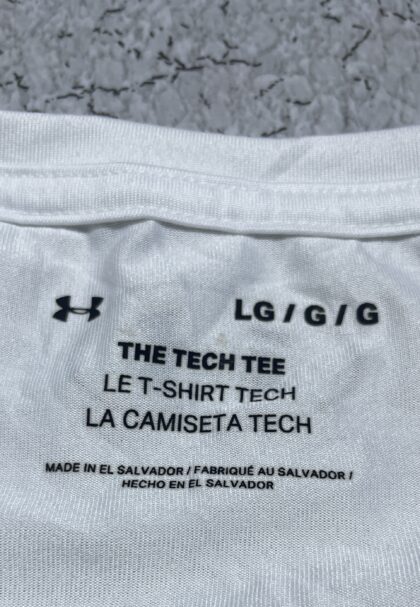 LG / G / G
THE TECH TEE
LE T-SHIRT TECH
LA CAMISETA TECH
MADE IN EL SALVADOR / FABRIQUÉ AU SALVADOR /
HECHO EN EL SALVADOR